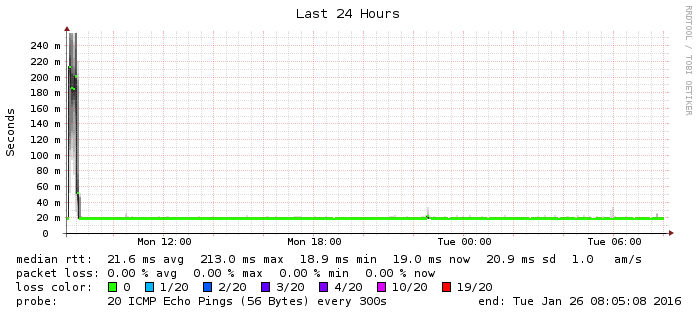 Last 24 Hours
RRDTOOL / TOBI OETIKER
Seconds
240 m
220 m
200 m
180 m
160 m
140 m
120 m
100 m
80 m
60 m
40 m
20 m
0
Mon 12:00 Mon 18:00 Tue 00:00 Tue 06:00
median rtt: 21.6 ms avg 213.0 ms max 18.9 ms min 19.0 ms now 20.9 ms sd 1.0 am/s
packet loss: 0.00 % avg 0.00 % max 0.00 % min 0.00 % now
loss color: 0 1/20 2/20 3/20 4/20 10/20 19/20
probe: 20 ICMP Echo Pings (56 Bytes) every 300s end: Tue Jan 26 08:05:08 2016